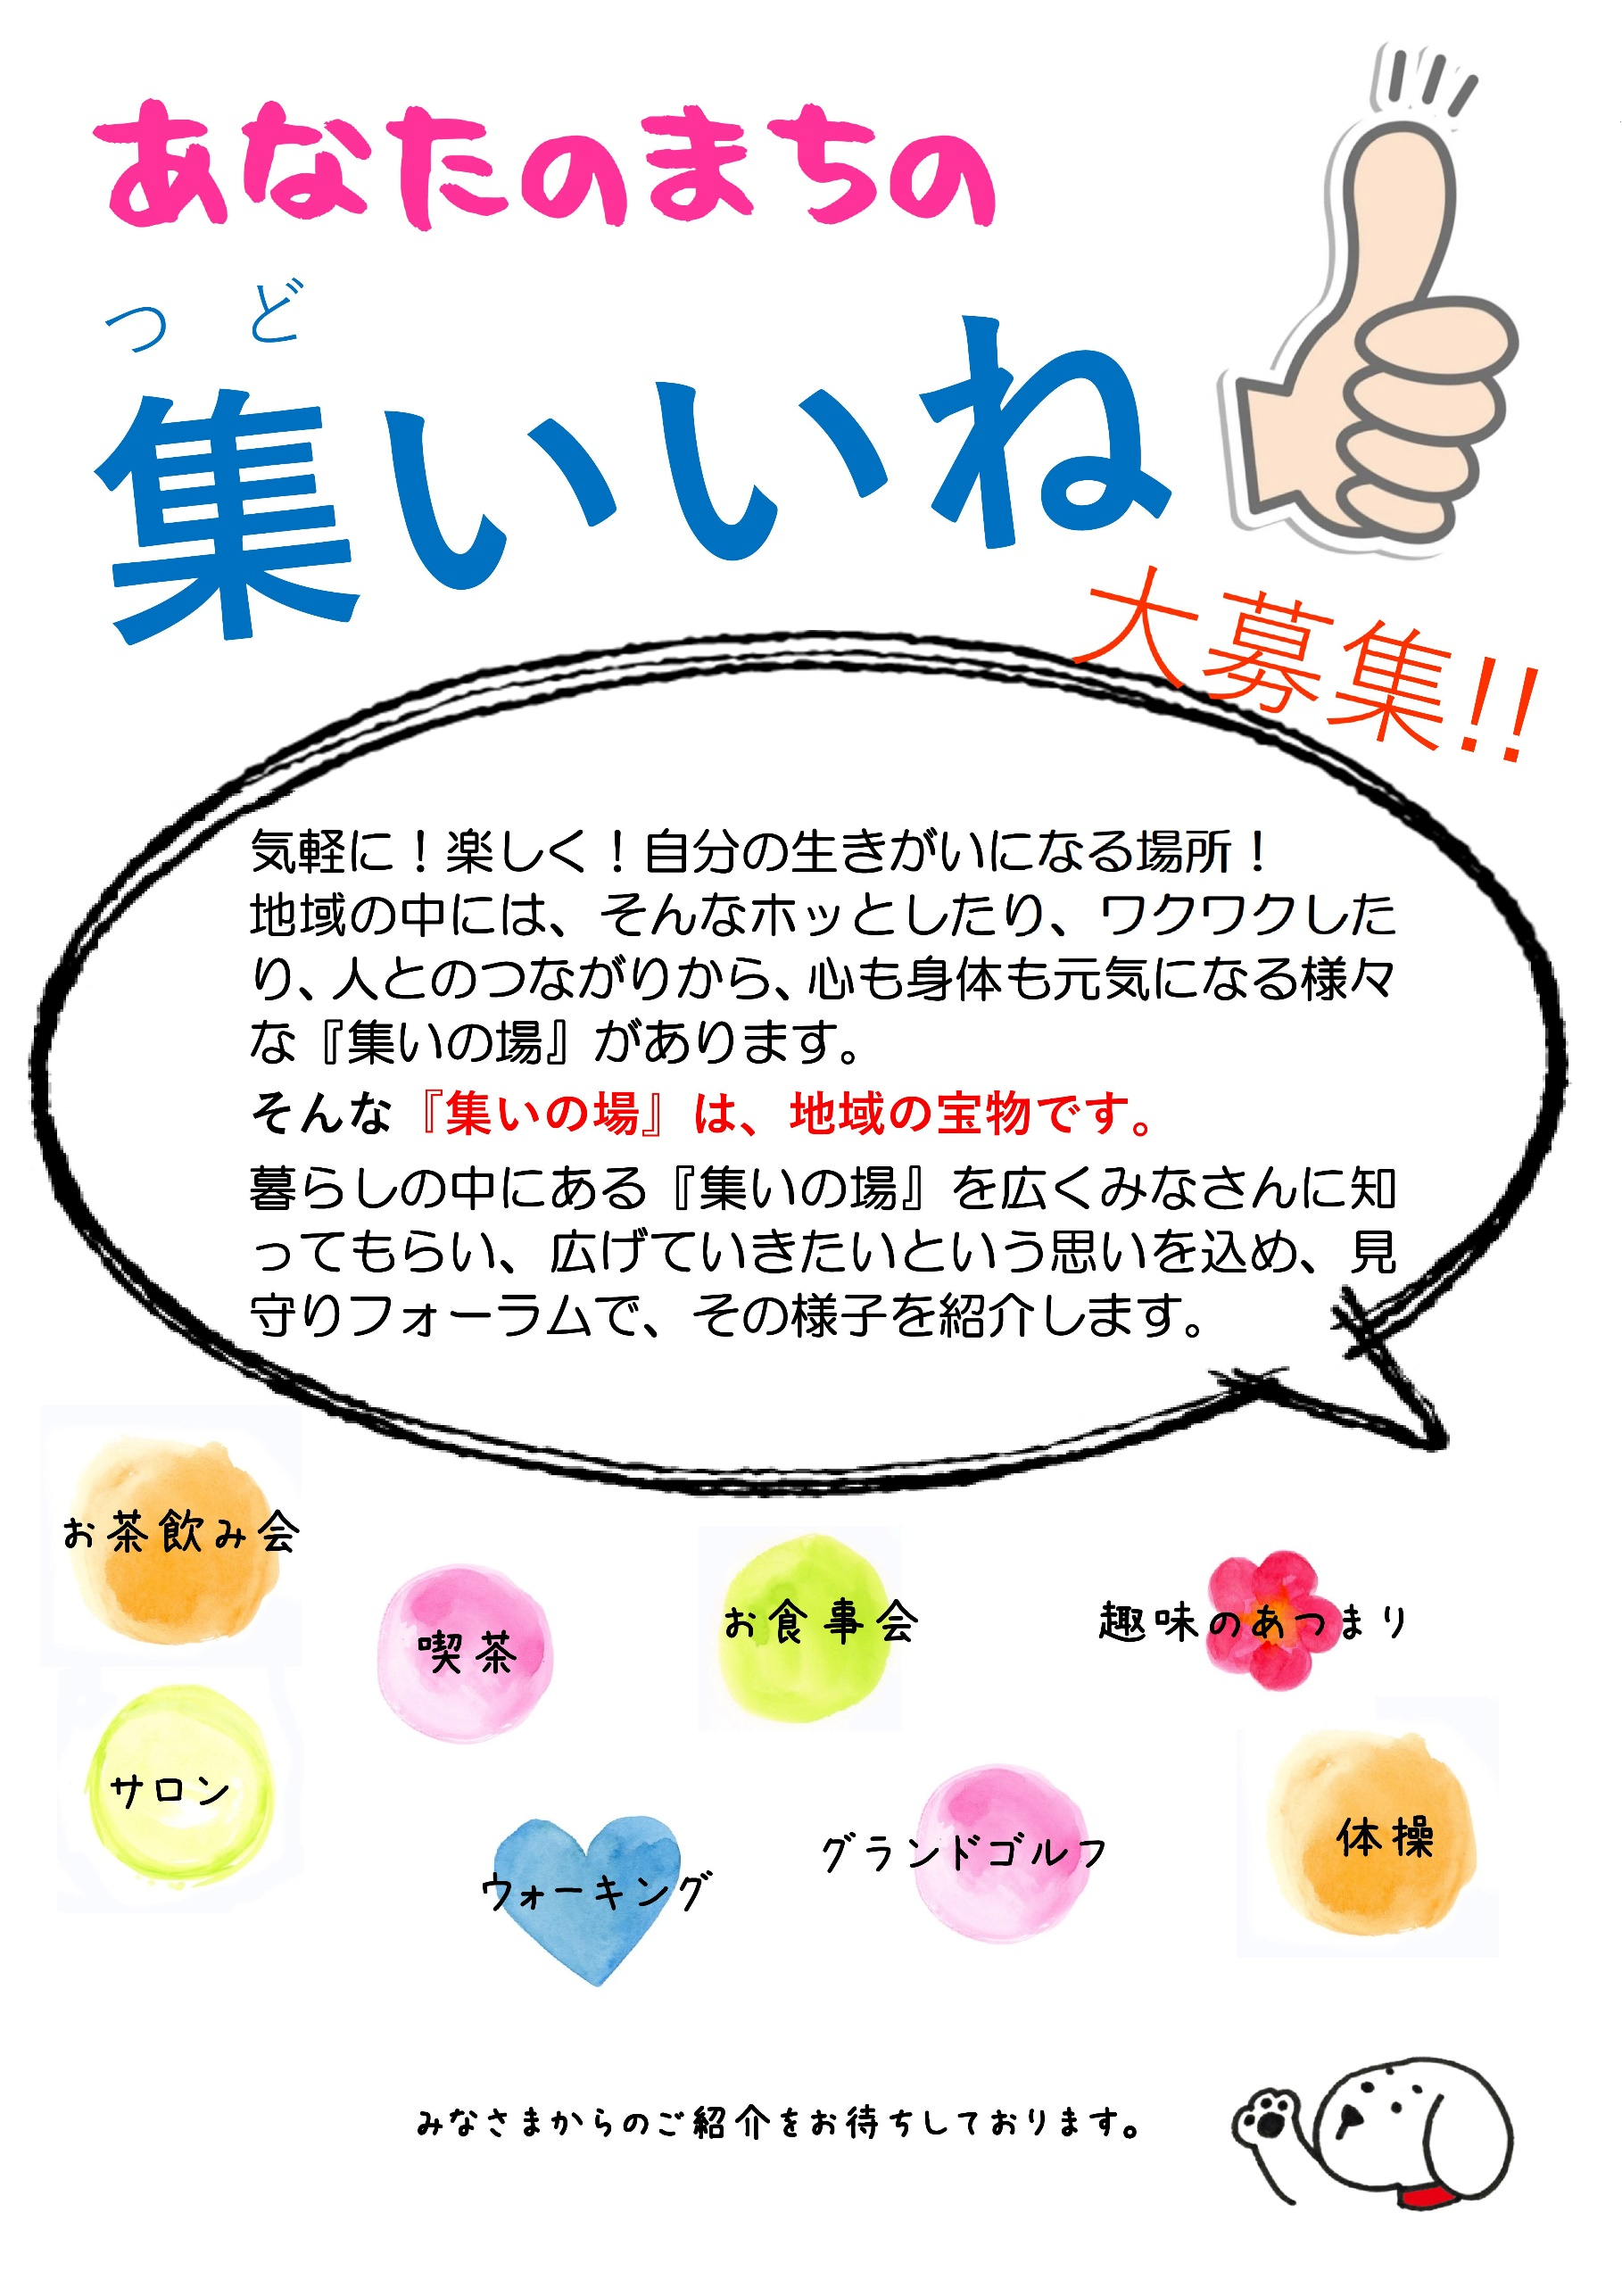 あなたのまちの
つど
集いいね
大募集!!
気軽に！楽しく！自分の生きがいになる場所！
地域の中には、そんなホッとしたり、ワクワクした
り、人とのつながりから、心も身体も元気になる様々
な『集いの場』があります。
そんな『集いの場』は、地域の宝物です。
暮らしの中にある『集いの場』を広くみなさんに知
ってもらい、広げていきたいという思いを込め、見
守りフォーラムで、その様子を紹介します。
お茶飲み会
喫茶
お食事会
趣味のあつまり
サロン
ウォーキング
グランドゴルフ
体操
みなさまからのご紹介をお待ちしております。